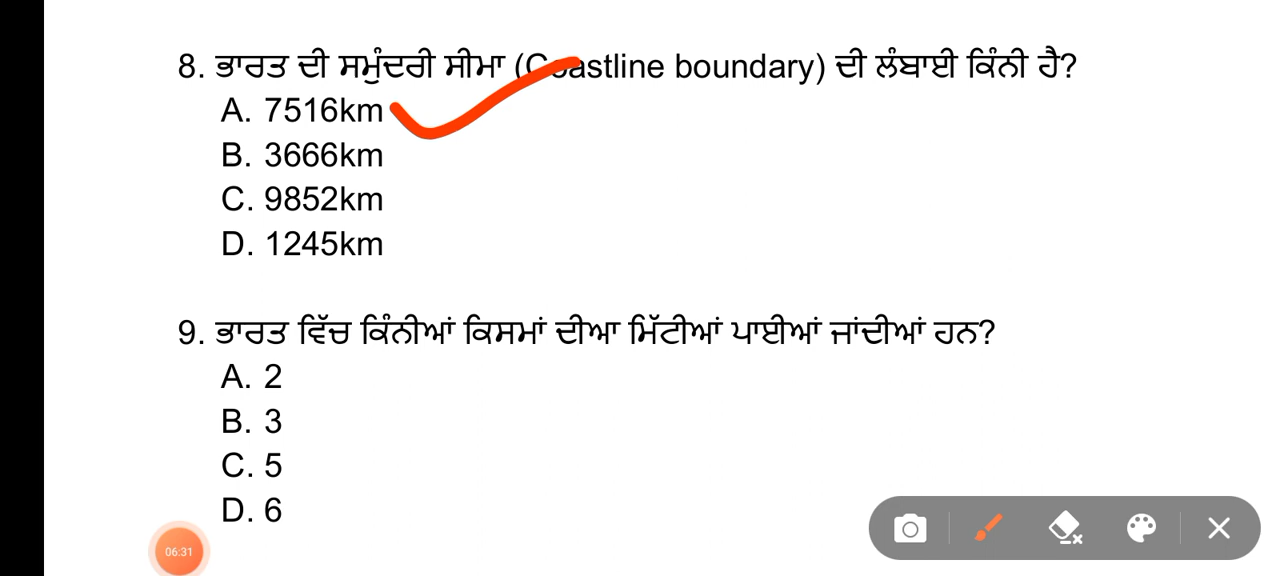 8. ਭਾਰਤ ਦੀ ਸਮੁੰਦਰੀ ਸੀਮਾ (Coastline boundary) ਦੀ ਲੰਬਾਈ ਕਿੰਨੀ ਹੈ?
A. 7516km
B. 3666km
C. 9852km
D. 1245km
9. ਭਾਰਤ ਵਿੱਚ ਕਿੰਨੀਆਂ ਕਿਸਮਾਂ ਦੀਆ ਮਿੱਟੀਆਂ ਪਾਈਆਂ ਜਾਂਦੀਆਂ ਹਨ?
A. 2
B. 3
C. 5
D. 6
06:31